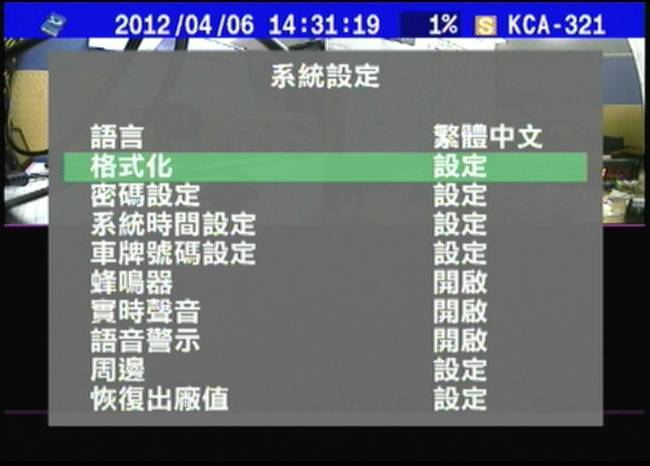 2012/04/06 14:31:19 1% S KCA-321
系統設定
語言 繁體中文
格式化 設定
密碼設定 設定
系統時間設定 設定
車牌號碼設定 設定
蜂鳴器 開啟
實時聲音 開啟
語音警示 開啟
周邊 設定
恢復出廠值 設定